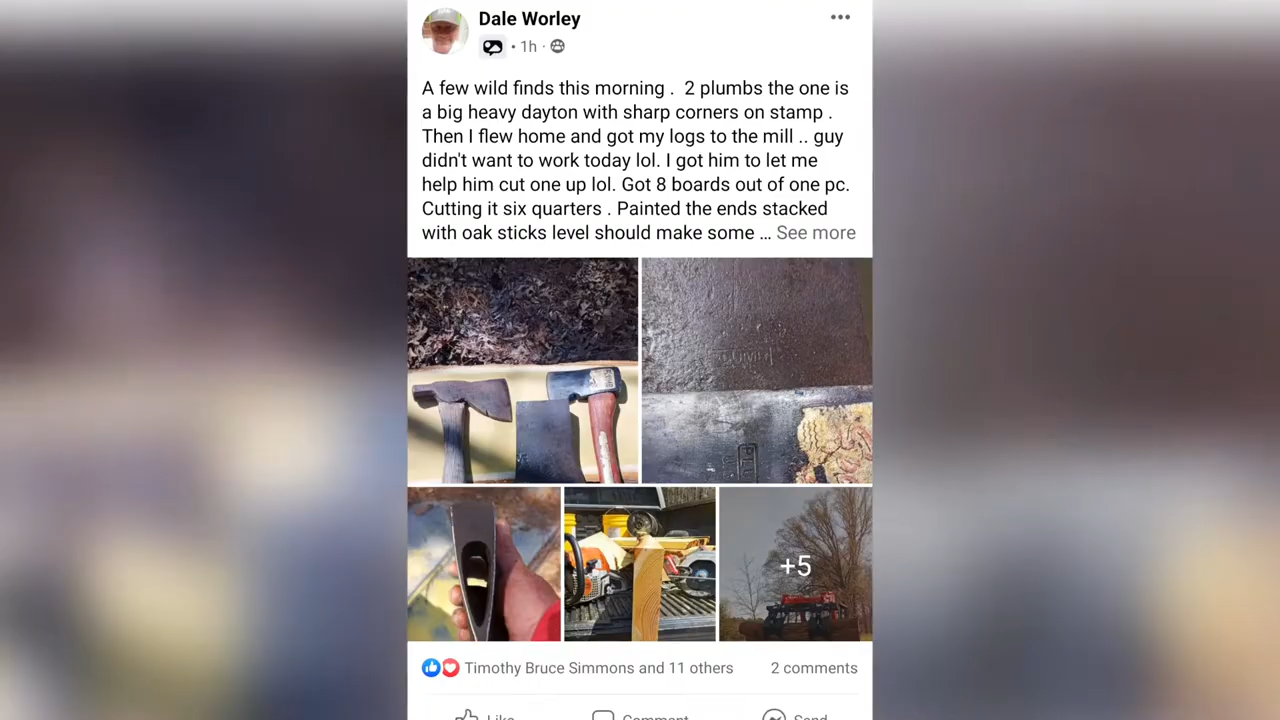 Dale Worley
1h
A few wild finds this morning . 2 plumbs the one is
a big heavy dayton with sharp corners on stamp .
Then I flew home and got my logs to the mill .. guy
didn't want to work today lol. I got him to let me
help him cut one up lol. Got 8 boards out of one pc.
Cutting it six quarters . Painted the ends stacked
with oak sticks level should make some … See more
+5
Timothy Bruce Simmons and 11 others 2 comments
Like Comment Send